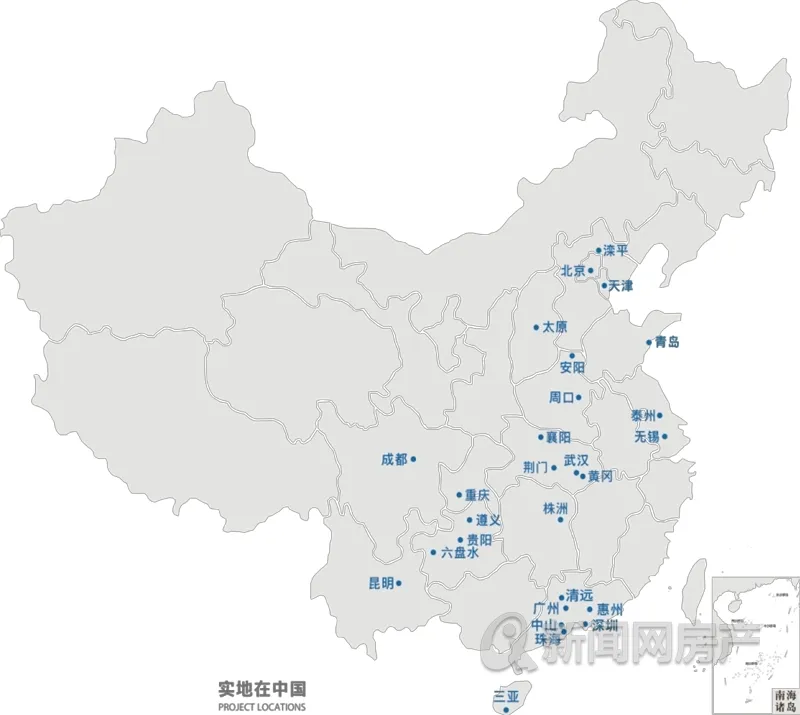 滦平
北京
天津
太原
青岛
安阳
周口
泰州
襄阳
无锡
成都
荆门
武汉
黄冈
重庆
株洲
遵义
贵阳
六盘水
昆明
清远
广州
惠州
中山
深圳
珠海
新闻网房产
三亚
实地在中国
PROJECT LOCATIONS
南海
诸岛